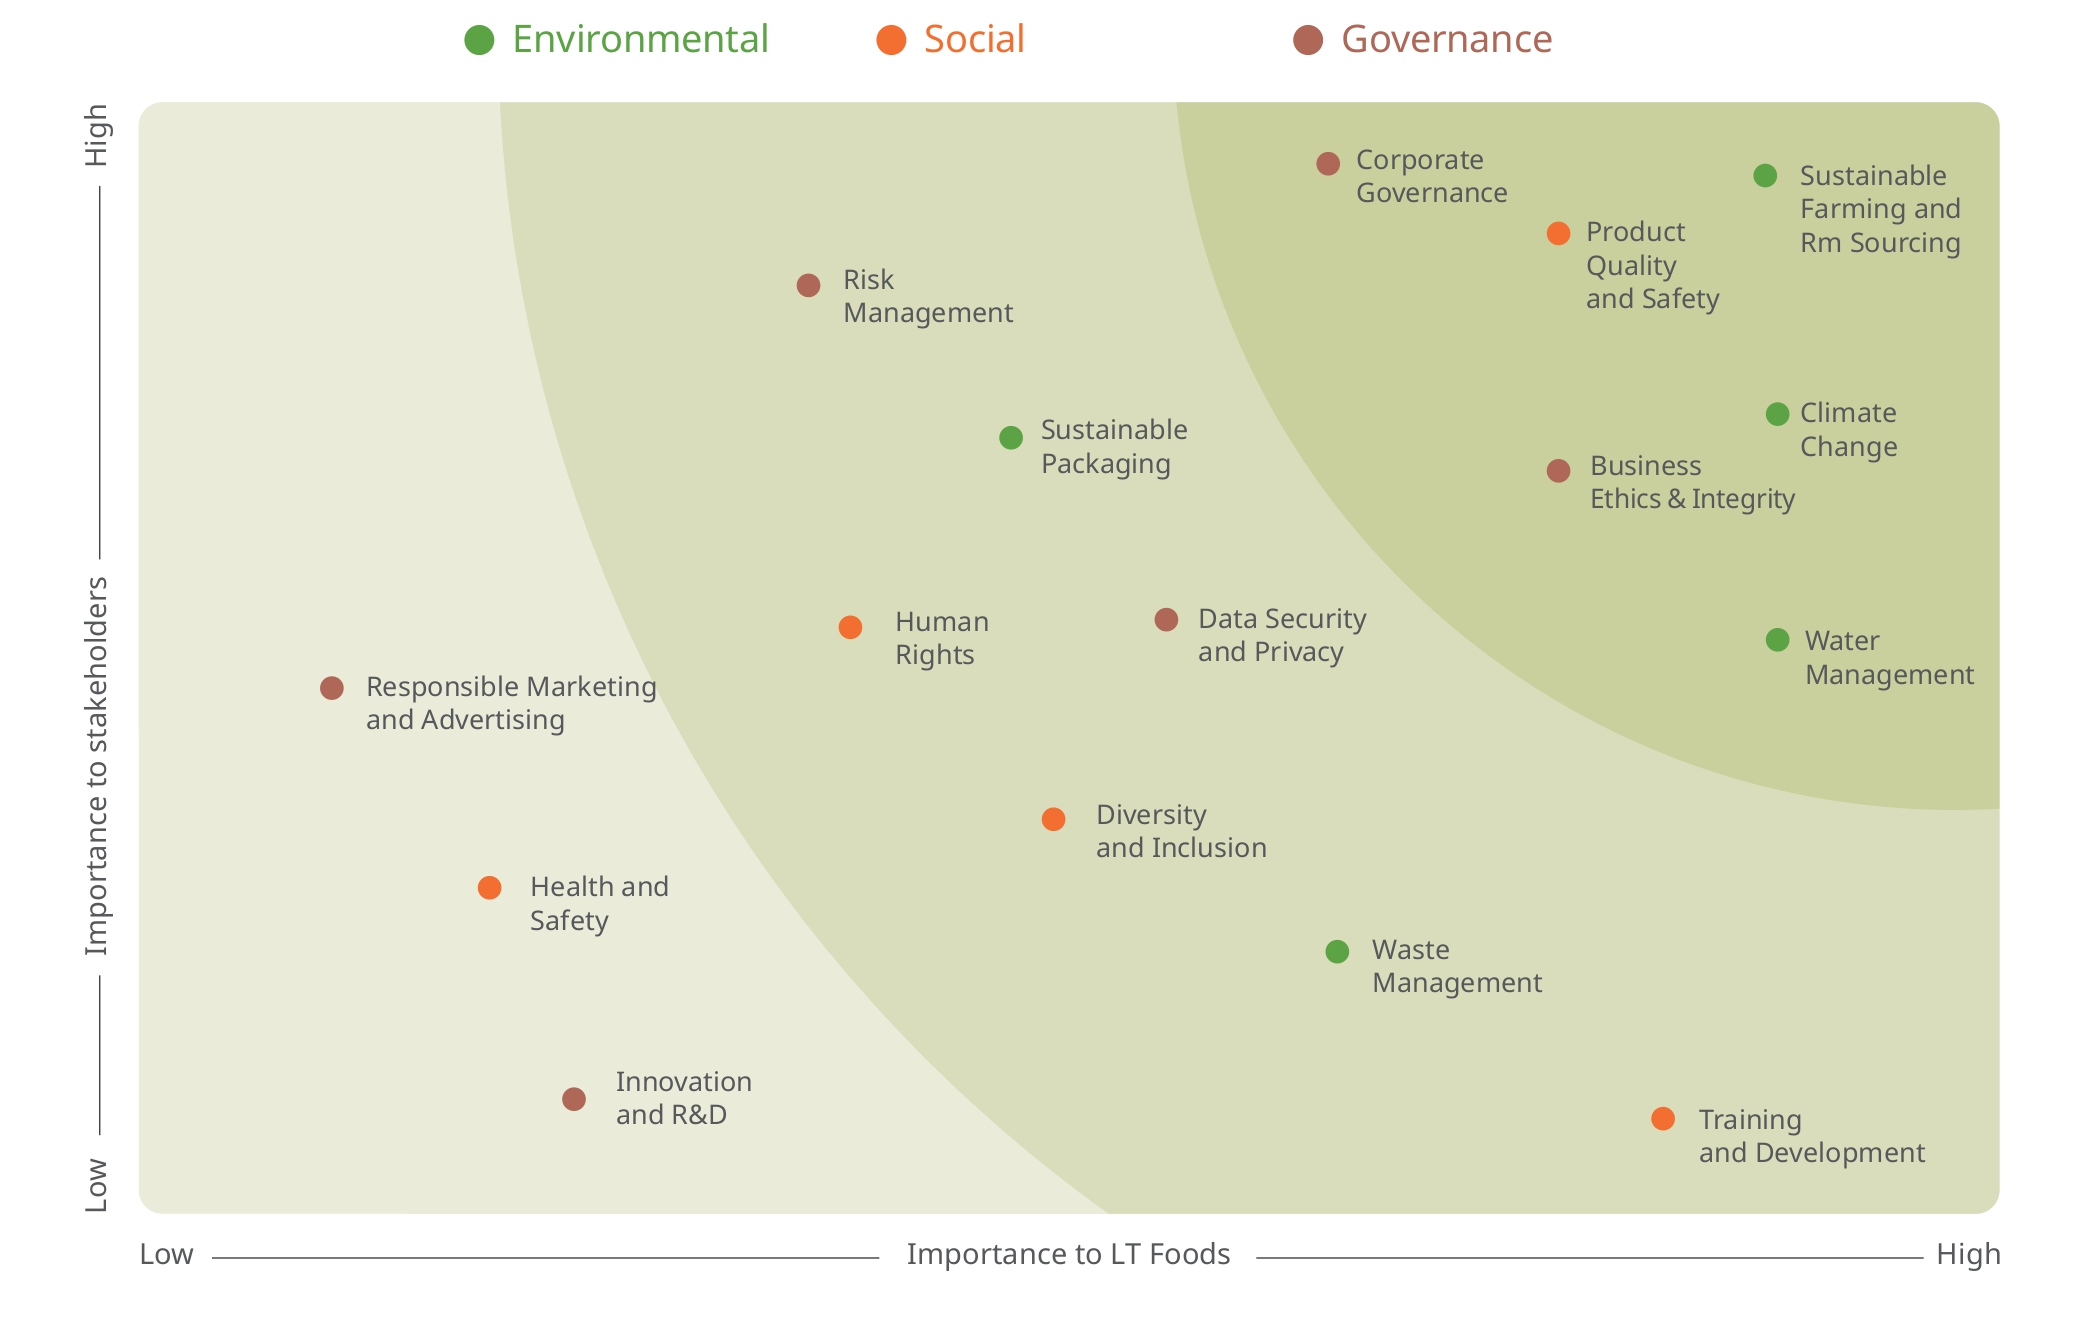 Environmental
Social
Governance
High
Importance to stakeholders
Low
Corporate
Governance
Sustainable
Farming and
Rm Sourcing
Product
Quality
and Safety
Risk
Management
Sustainable
Packaging
Climate
Change
Business
Ethics & Integrity
Human
Rights
Data Security
and Privacy
Water
Management
Responsible Marketing
and Advertising
Diversity
and Inclusion
Health and
Safety
Waste
Management
Innovation
and R&D
Training
and Development
Low
Importance to LT Foods
High